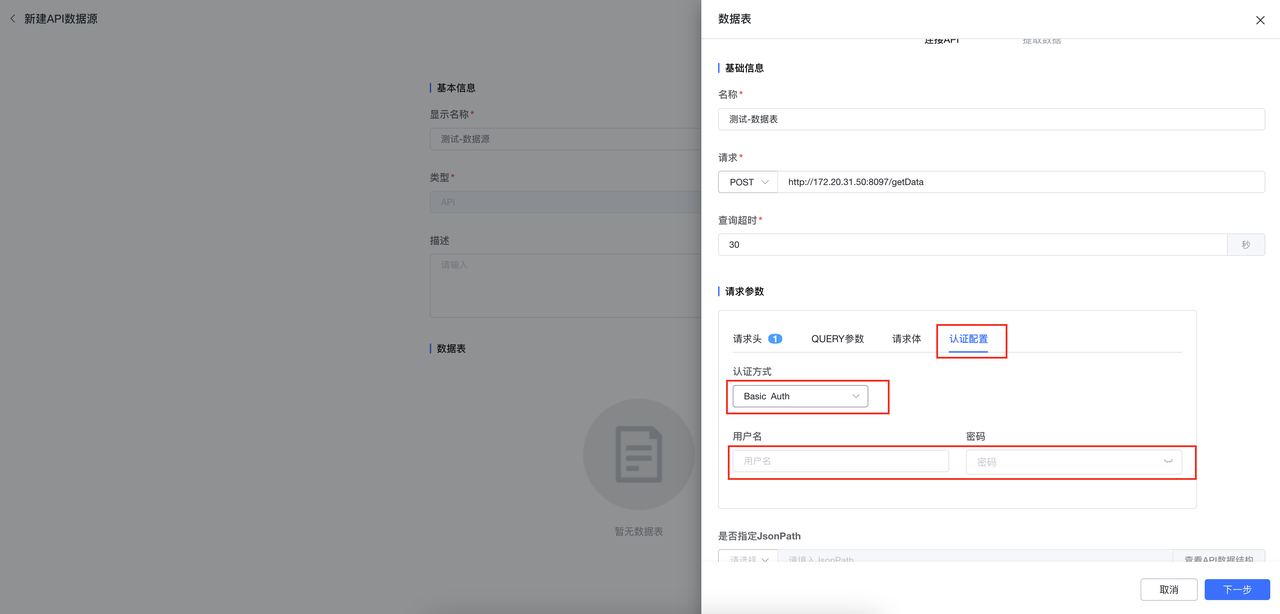 新建API数据源
基本信息
显示名称*
测试-数据源
类型*
API
描述
请输入
数据表
暂无数据表
数据表
连接API 提取数据
基础信息
名称*
测试-数据表
请求*
POST http://172.20.31.50:8097/getData
查询超时*
30 秒
请求参数
请求头 1 QUERY参数 请求体 认证配置
认证方式
Basic Auth
用户名 密码
用户名 密码
是否指定JsonPath
请选择 请填入JsonPath 查看API数据结构
取消 下一步